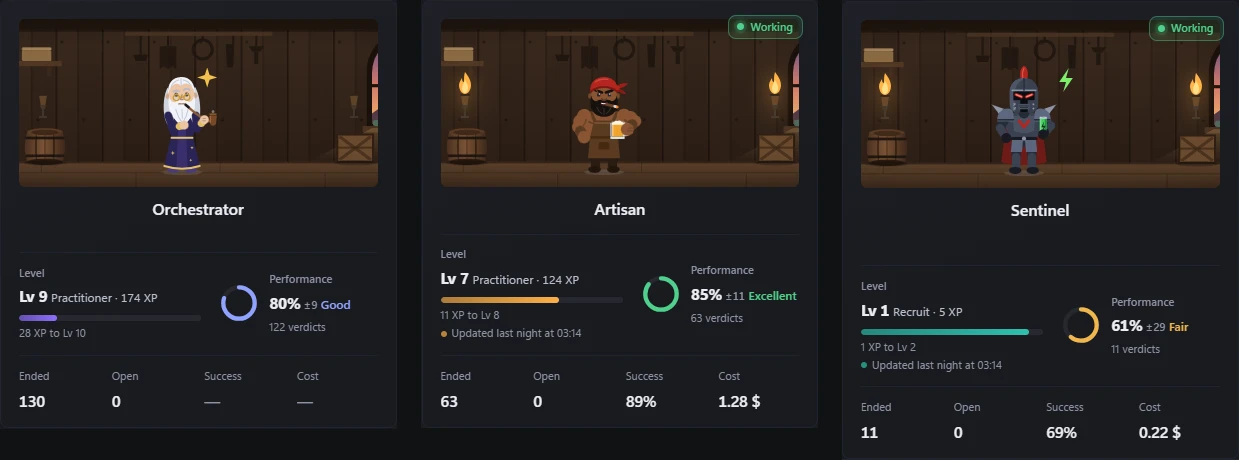 Orchestrator
Level
Lv 9 Practitioner · 174 XP
28 XP to Lv 10
Performance
80% ±9 Good
122 verdicts
Ended Open Success Cost
130 0 — —
Working
Artisan
Level
Lv 7 Practitioner · 124 XP
11 XP to Lv 8
Updated last night at 03:14
Performance
85% ±11 Excellent
63 verdicts
Ended Open Success Cost
63 0 89% 1.28 $
Working
Sentinel
Level
Lv 1 Recruit · 5 XP
1 XP to Lv 2
Updated last night at 03:14
Performance
61% ±29 Fair
11 verdicts
Ended Open Success Cost
11 0 69% 0.22 $